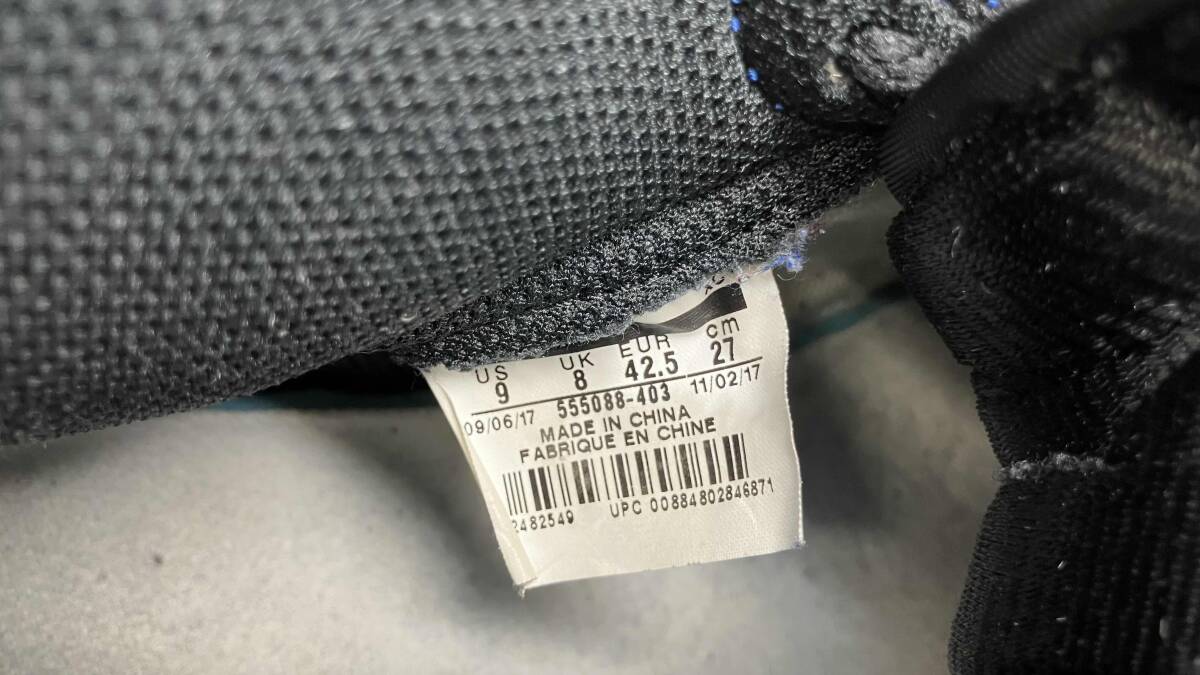 US UK EUR cm
9 8 42.5 27
09/06/17 555088-403 11/02/17
MADE IN CHINA
FABRIQUE EN CHINE
2482549 UPC 00884802846871